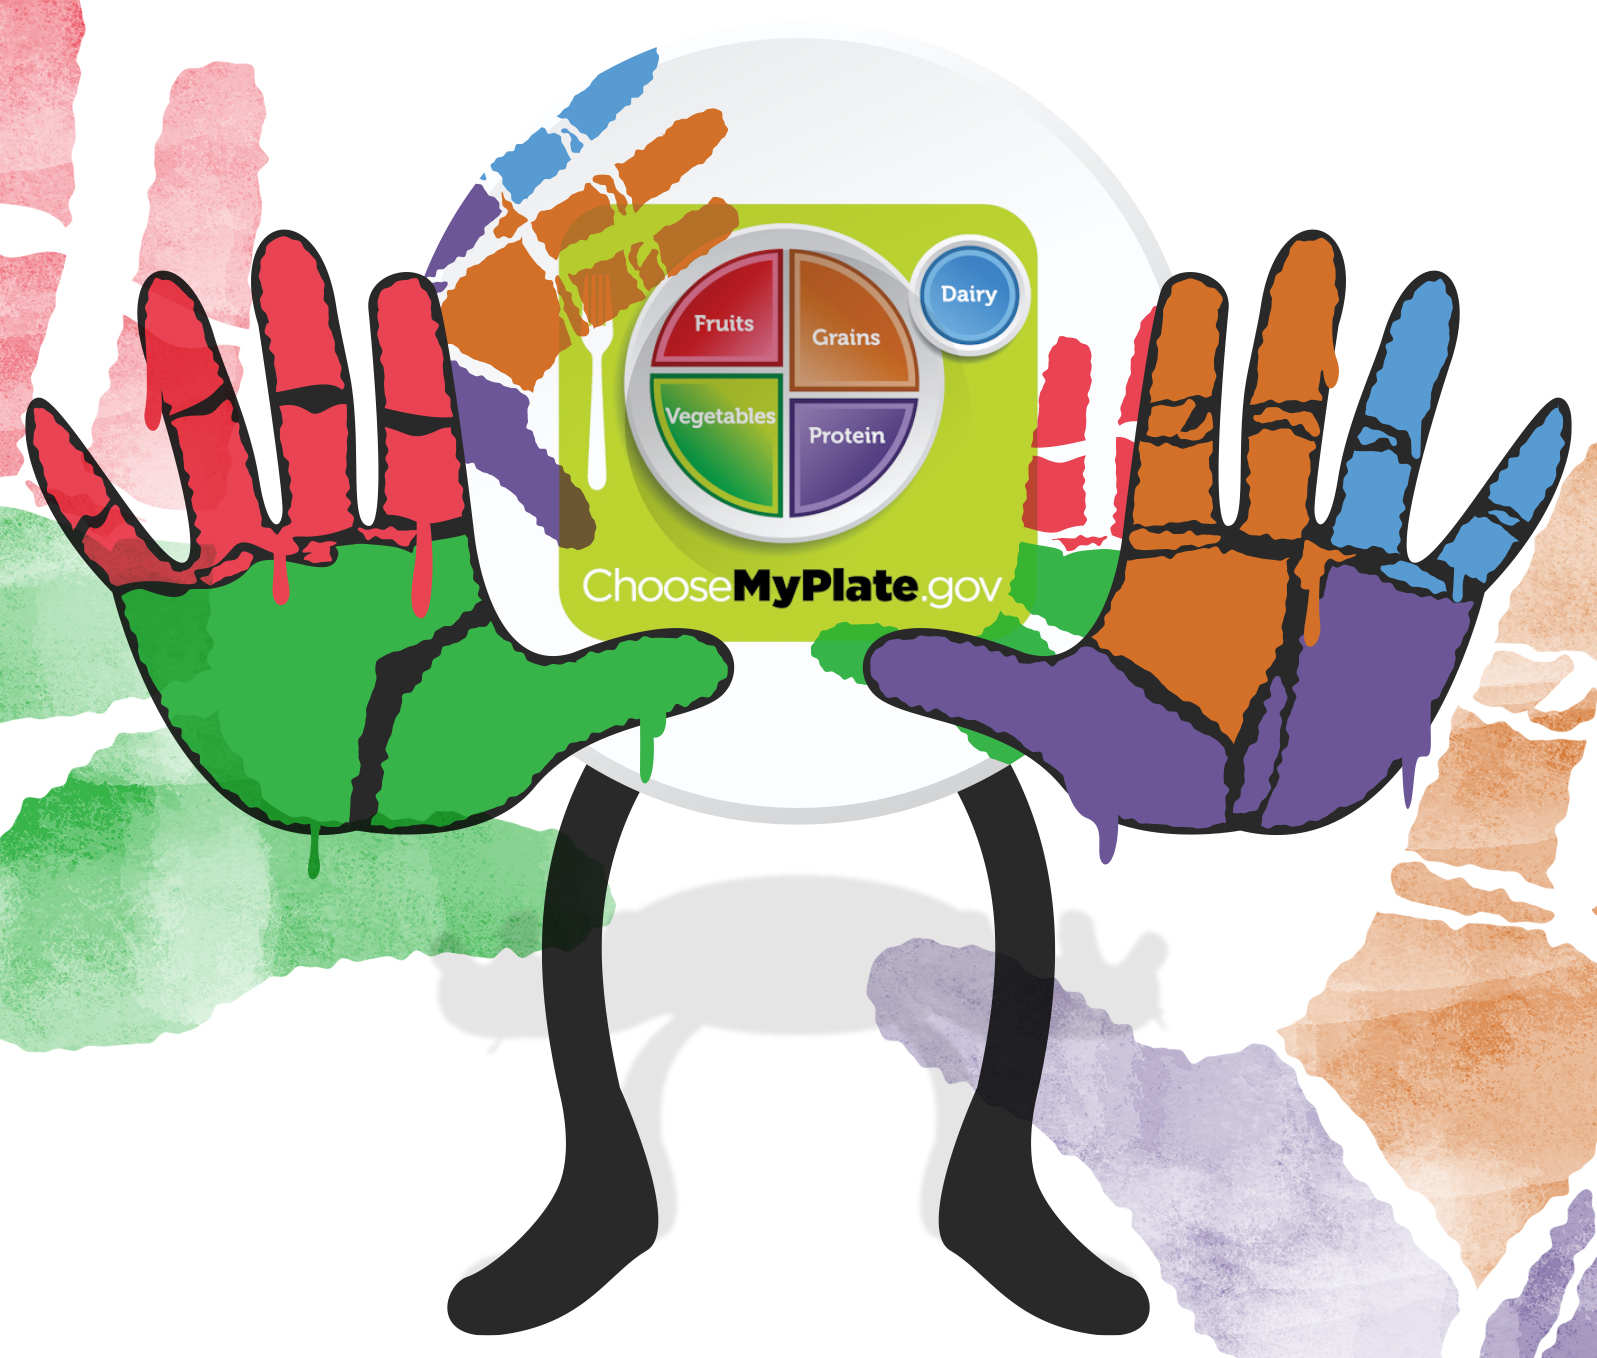 Fruits
Grains
Dairy
Vegetables
Protein
ChooseMyPlate.gov